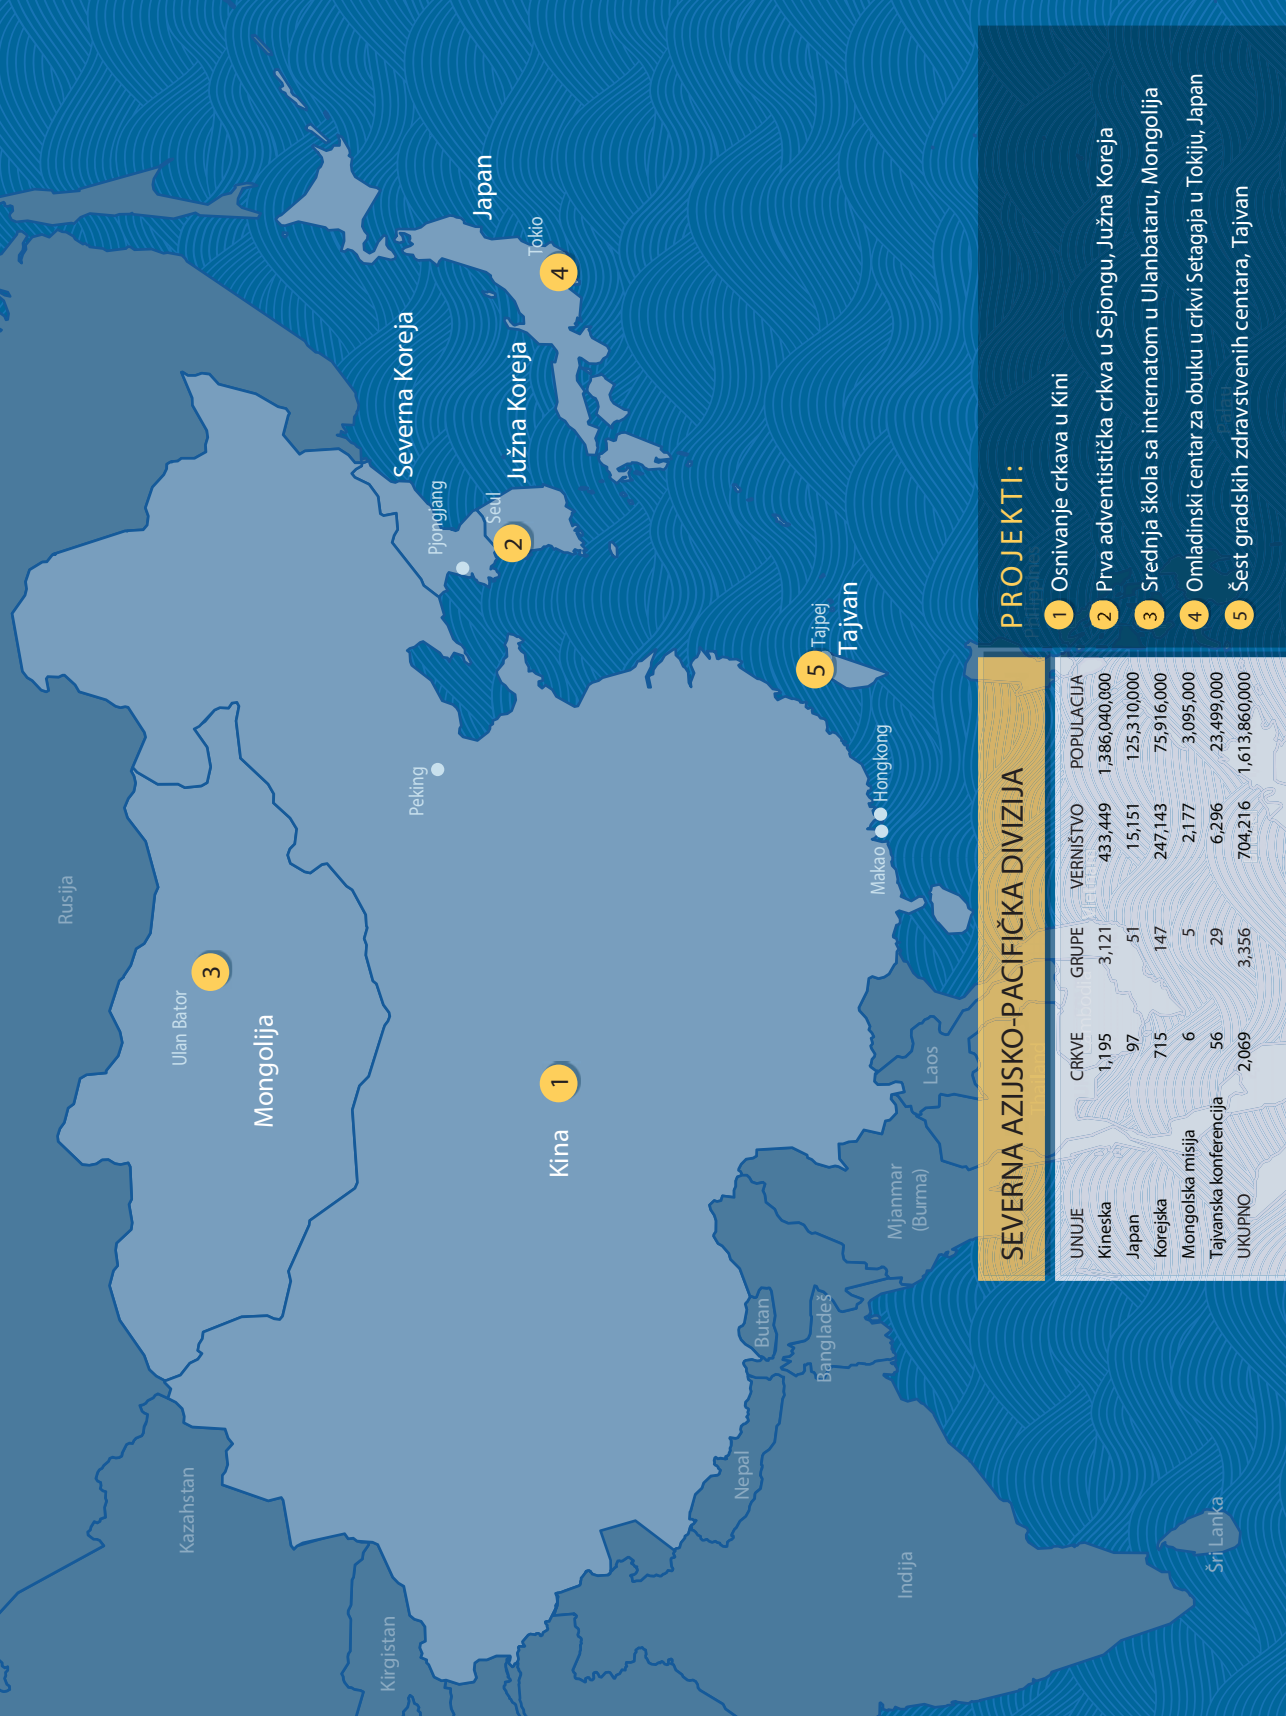 Rusija
Kazahstan
Kirgistan
Ulan Bator
3
Mongolija
Kina
1
Peking
Severna Koreja
Pjongjang
Seul
2
Južna Koreja
Japan
Tokio
4
Tajpej
5
Tajvan
Makao
Hongkong
Nepal
Butan
Bangladeš
Mjanmar
(Burma)
Laos
Indija
Šri Lanka
SEVERNA AZIJSKO-PACIFIČKA DIVIZIJA
UNUJE CRKVE GRUPE VERNIŠTVO POPULACIJA
Kineska 1,195 3,121 433,449 1,386,040,000
Japan 97 51 15,151 125,310,000
Korejska 715 147 247,143 75,916,000
Mongolska misija 6 5 2,177 3,095,000
Tajvanska konferencija 56 29 6,296 23,499,000
UKUPNO 2,069 3,356 704,216 1,613,860,000
PROJEKTI:
1 Osnivanje crkava u Kini
2 Prva adventistička crkva u Sejongu, Južna Koreja
3 Srednja škola sa internatom u Ulanbataru, Mongolija
4 Omladinski centar za obuku u crkvi Setagaja u Tokiju, Japan
5 Šest gradskih zdravstvenih centara, Tajvan